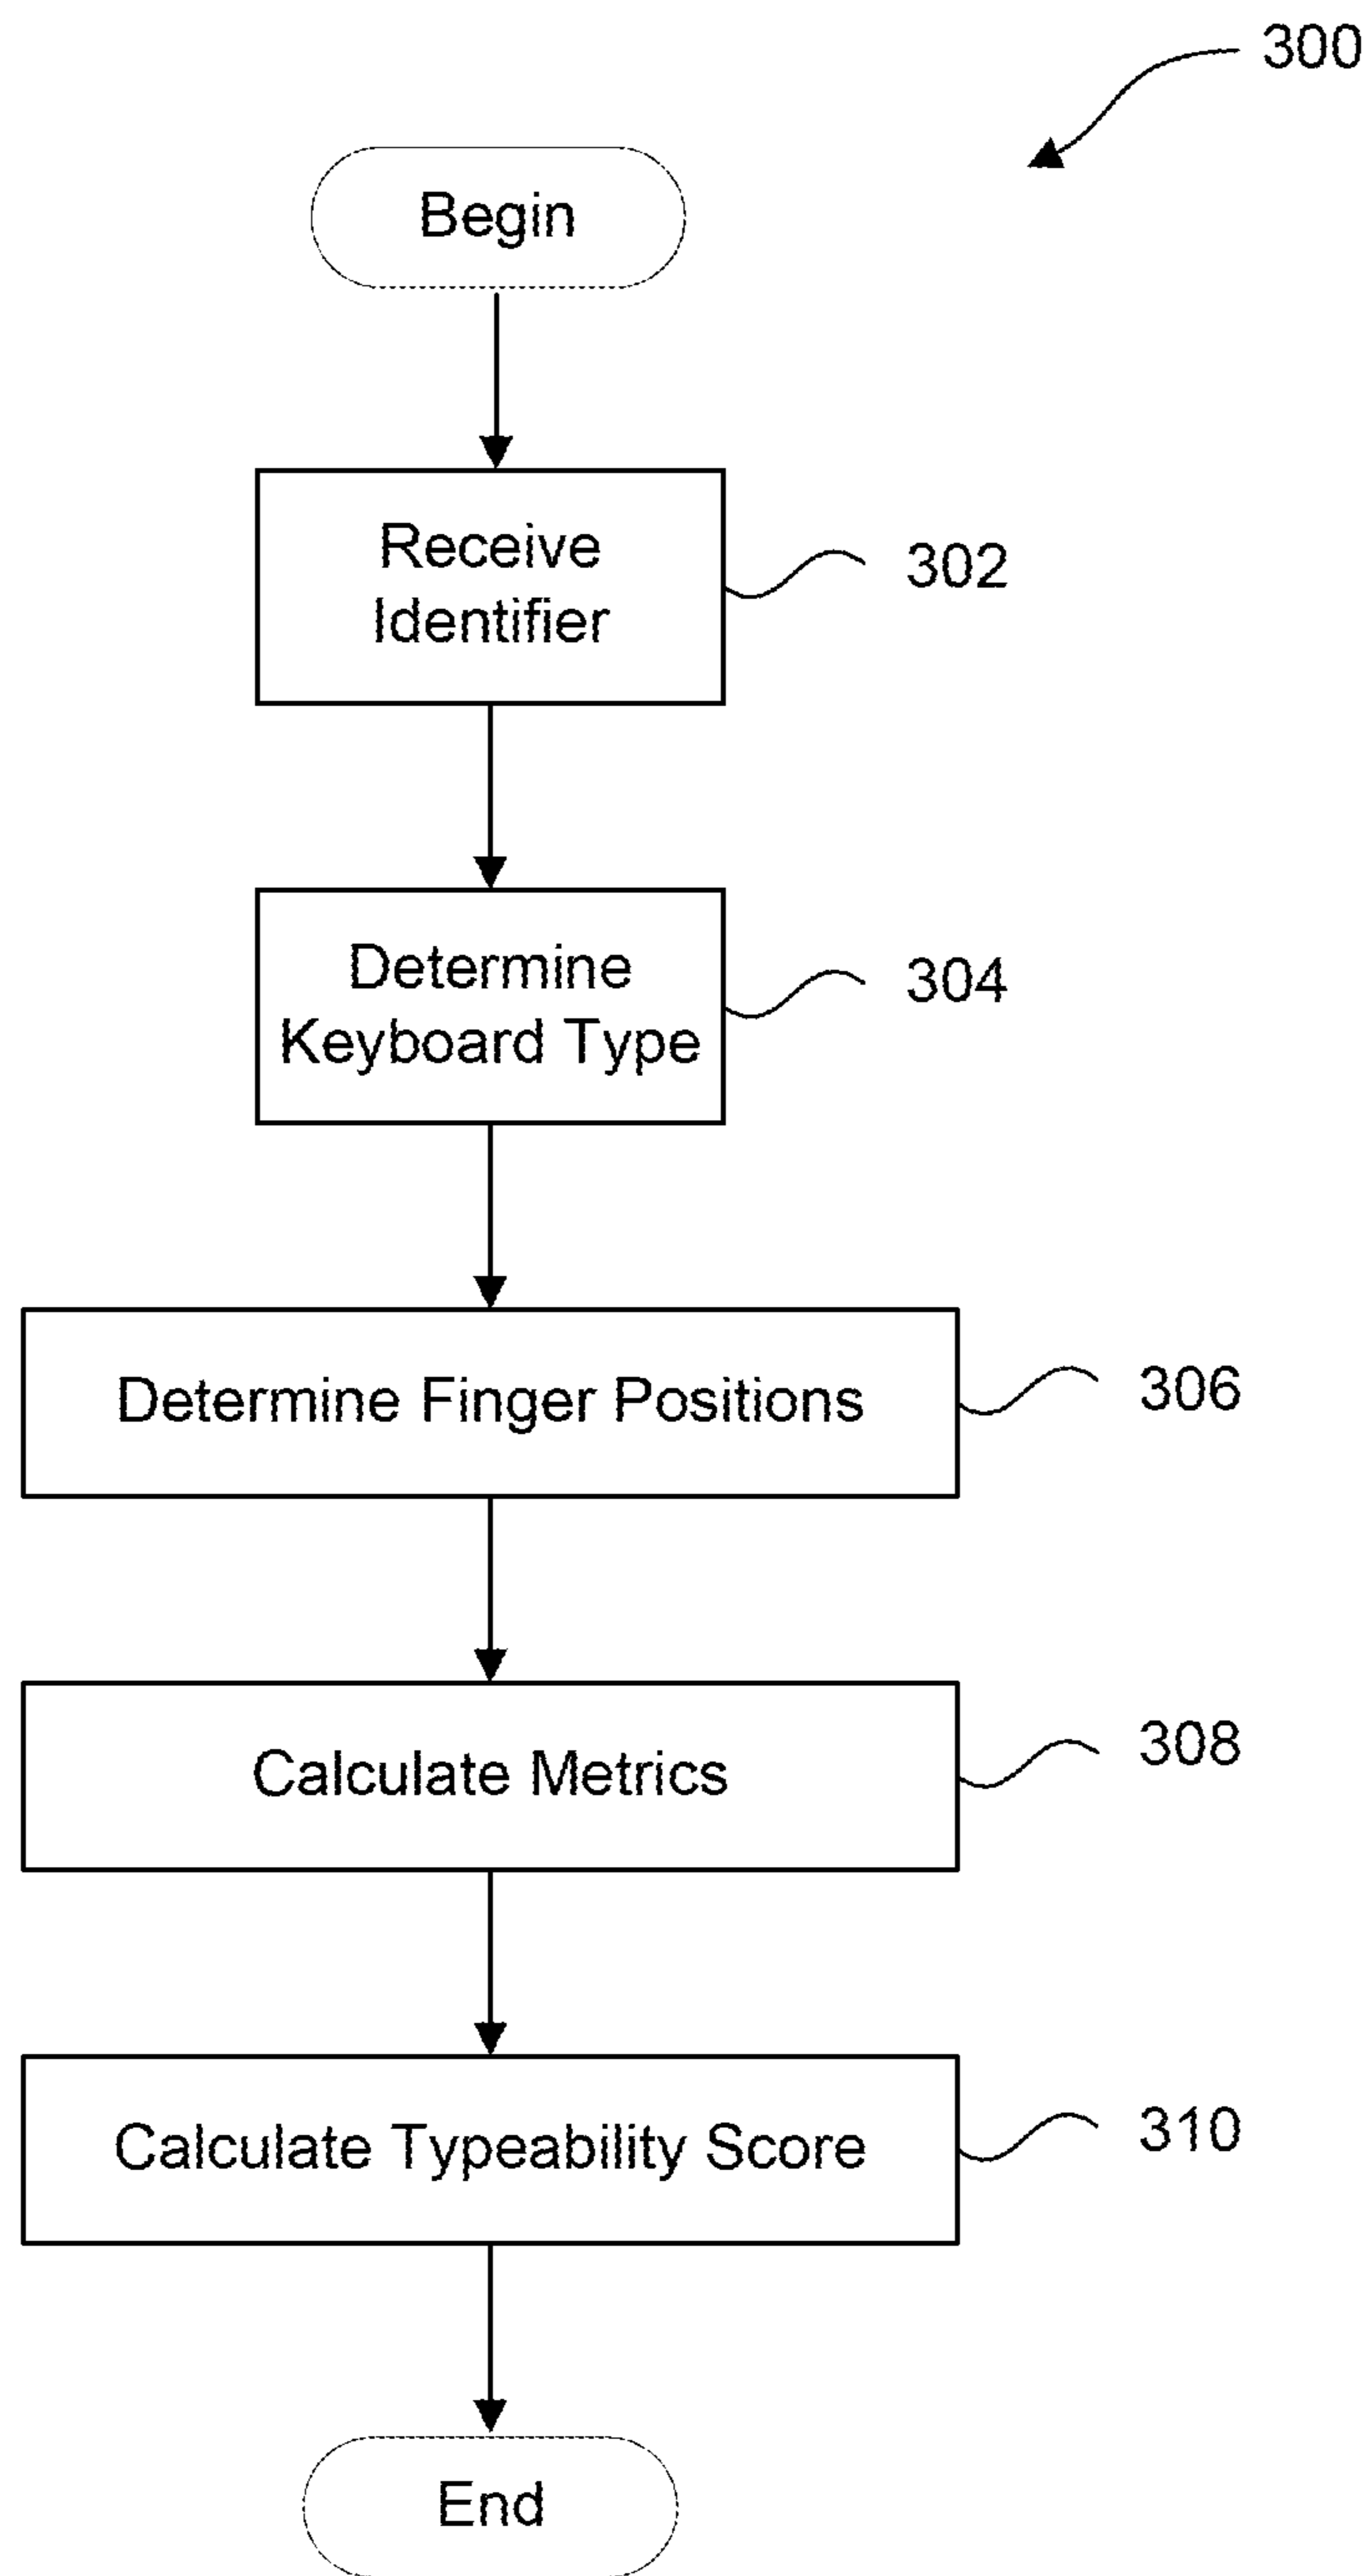 300
Begin
Receive
Identifier
302
Determine
Keyboard Type
304
Determine Finger Positions
306
Calculate Metrics
308
Calculate Typeability Score
310
End